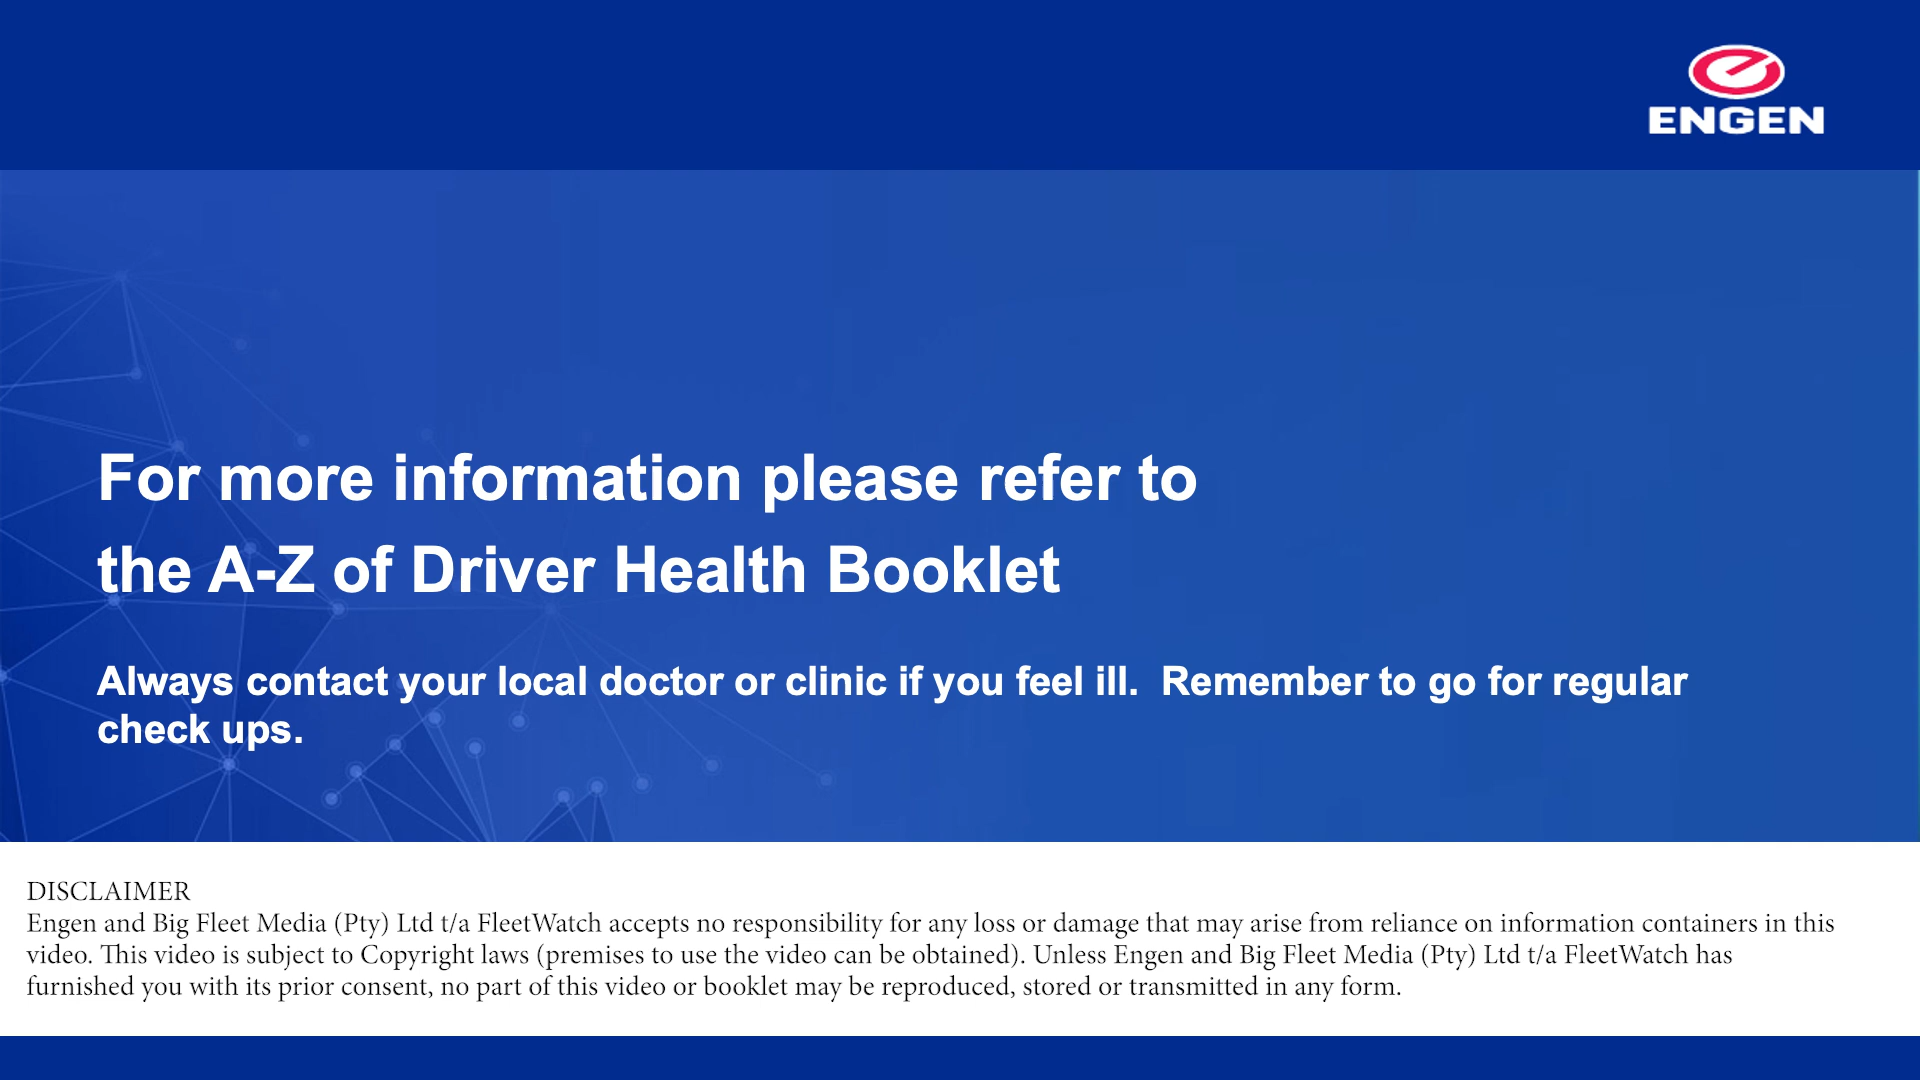 ENGEN
For more information please refer to
the A-Z of Driver Health Booklet
Always contact your local doctor or clinic if you feel ill.  Remember to go for regular
check ups.
DISCLAIMER
Engen and Big Fleet Media (Pty) Ltd t/a FleetWatch accepts no responsibility for any loss or damage that may arise from reliance on information containers in this
video. This video is subject to Copyright laws (premises to use the video can be obtained). Unless Engen and Big Fleet Media (Pty) Ltd t/a FleetWatch has
furnished you with its prior consent, no part of this video or booklet may be reproduced, stored or transmitted in any form.